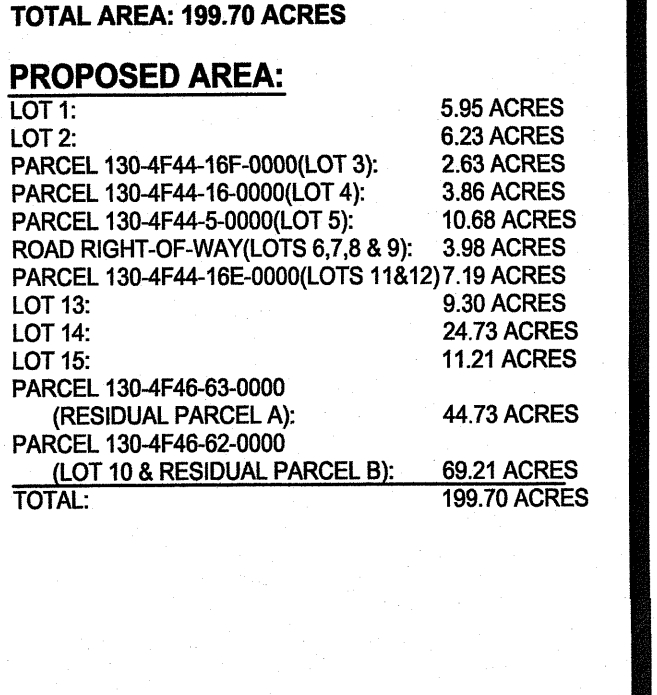 TOTAL AREA: 199.70 ACRES
PROPOSED AREA:
LOT 1: 5.95 ACRES
LOT 2: 6.23 ACRES
PARCEL 130-4F44-16F-0000(LOT 3): 2.63 ACRES
PARCEL 130-4F44-16-0000(LOT 4): 3.86 ACRES
PARCEL 130-4F44-5-0000(LOT 5): 10.68 ACRES
ROAD RIGHT-OF-WAY(LOTS 6,7,8 & 9): 3.98 ACRES
PARCEL 130-4F44-16E-0000(LOTS 11&12) 7.19 ACRES
LOT 13: 9.30 ACRES
LOT 14: 24.73 ACRES
LOT 15: 11.21 ACRES
PARCEL 130-4F46-63-0000
(RESIDUAL PARCEL A): 44.73 ACRES
PARCEL 130-4F46-62-0000
(LOT 10 & RESIDUAL PARCEL B): 69.21 ACRES
TOTAL: 199.70 ACRES